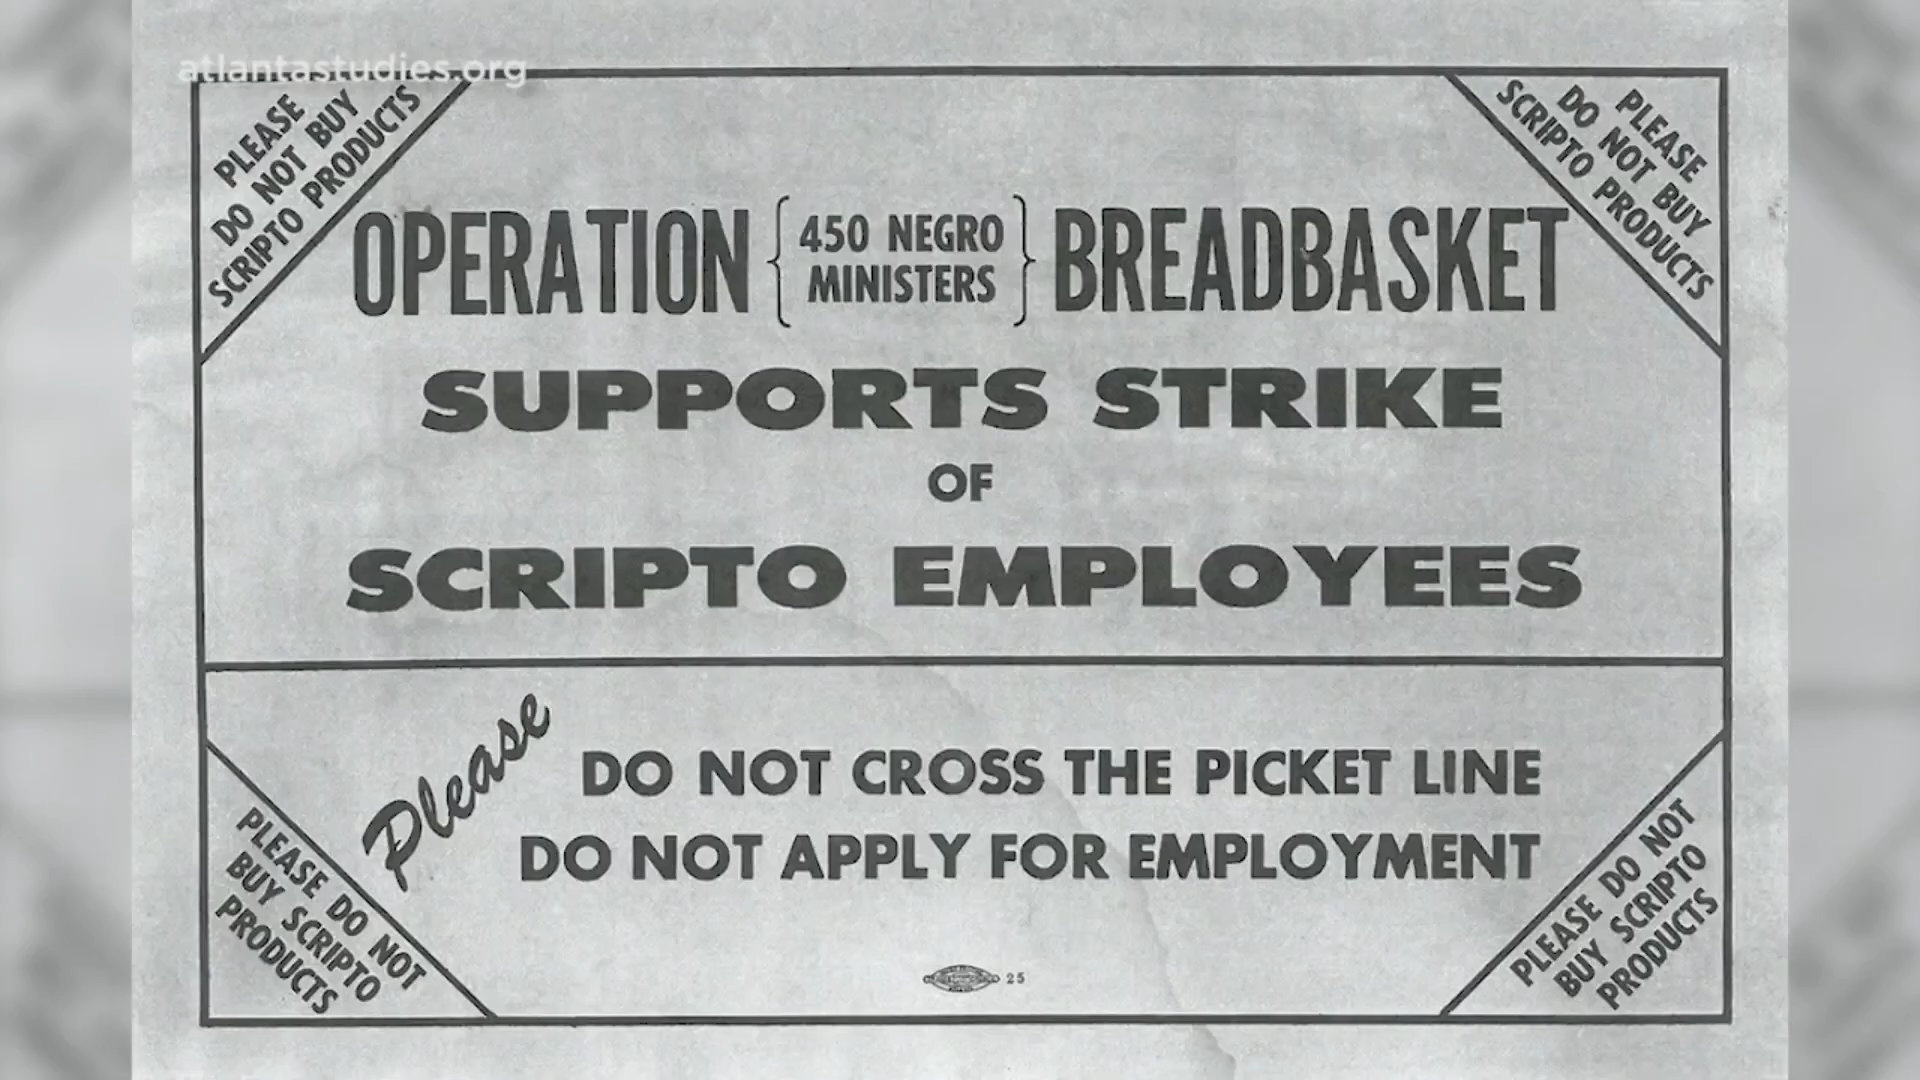 atlantastudies.org
PLEASE
DO NOT BUY
SCRIPTO PRODUCTS
PLEASE
DO NOT BUY
SCRIPTO PRODUCTS
OPERATION { 450 NEGRO
MINISTERS } BREADBASKET
SUPPORTS STRIKE
OF
SCRIPTO EMPLOYEES
Please
DO NOT CROSS THE PICKET LINE
DO NOT APPLY FOR EMPLOYMENT
PLEASE DO NOT
BUY SCRIPTO
PRODUCTS
PLEASE DO NOT
BUY SCRIPTO
PRODUCTS
25